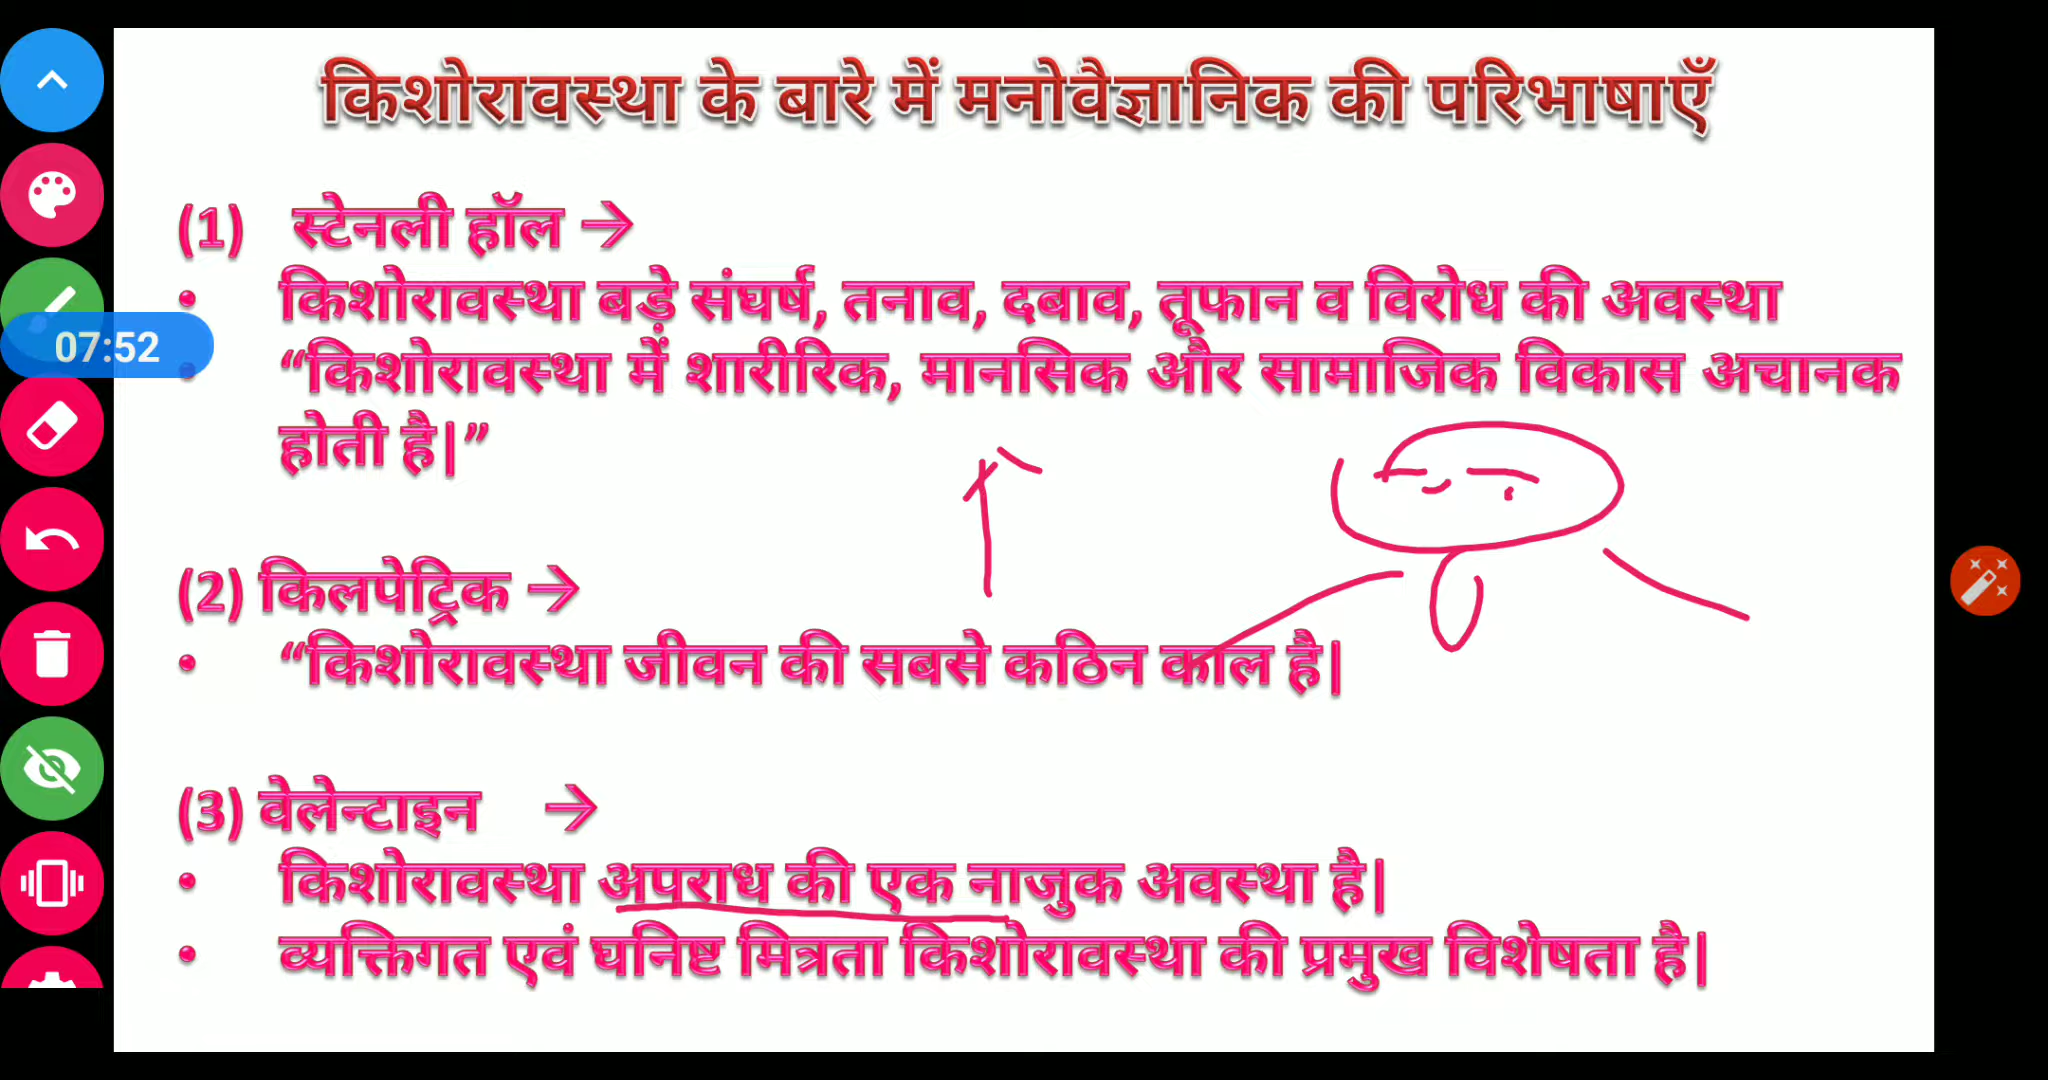 किशोरावस्था के बारे में मनोवैज्ञानिक की परिभाषाएँ
(1) स्टेनली हॉल →
• किशोरावस्था बड़े संघर्ष, तनाव, दबाव, तूफान व विरोध की अवस्था
07:52
• “किशोरावस्था में शारीरिक, मानसिक और सामाजिक विकास अचानक
होती है|”
(2) किलपेट्रिक →
• “किशोरावस्था जीवन की सबसे कठिन काल है|
(3) वेलेन्टाइन →
• किशोरावस्था अपराध की एक नाजुक अवस्था है|
• व्यक्तिगत एवं घनिष्ट मित्रता किशोरावस्था की प्रमुख विशेषता है|